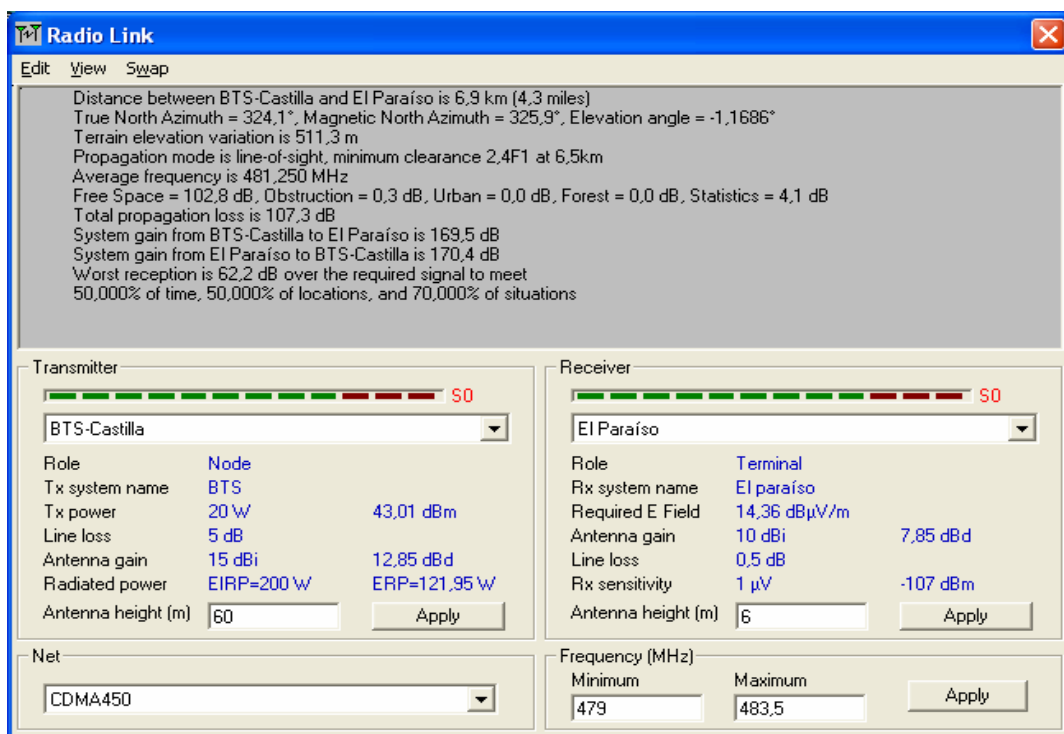 Radio Link
Edit View Swap
Distance between BTS-Castilla and El Paraíso is 6,9 km (4,3 miles)
True North Azimuth = 324,1°, Magnetic North Azimuth = 325,9°, Elevation angle = -1,1686°
Terrain elevation variation is 511,3 m
Propagation mode is line-of-sight, minimum clearance 2,4F1 at 6,5km
Average frequency is 481,250 MHz
Free Space = 102,8 dB, Obstruction = 0,3 dB, Urban = 0,0 dB, Forest = 0,0 dB, Statistics = 4,1 dB
Total propagation loss is 107,3 dB
System gain from BTS-Castilla to El Paraíso is 169,5 dB
System gain from El Paraíso to BTS-Castilla is 170,4 dB
Worst reception is 62,2 dB over the required signal to meet
50,000% of time, 50,000% of locations, and 70,000% of situations
Transmitter
S0
BTS-Castilla
Role Node
Tx system name BTS
Tx power 20 W 43,01 dBm
Line loss 5 dB
Antenna gain 15 dBi 12,85 dBd
Radiated power EIRP=200 W ERP=121,95 W
Antenna height (m) 60 Apply
Receiver
S0
El Paraíso
Role Terminal
Rx system name El paraíso
Required E Field 14,36 dBµV/m
Antenna gain 10 dBi 7,85 dBd
Line loss 0,5 dB
Rx sensitivity 1 µV -107 dBm
Antenna height (m) 6 Apply
Net
CDMA450
Frequency (MHz)
Minimum Maximum
479 483,5 Apply